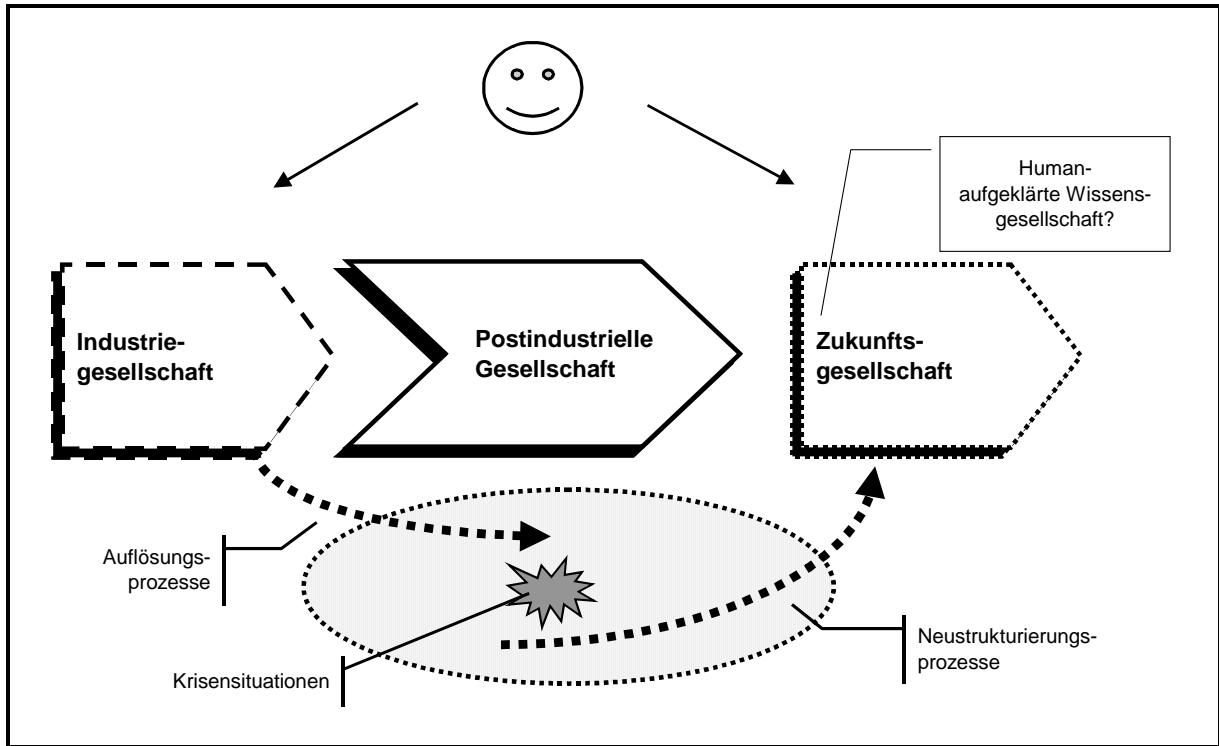 Human-
aufgeklärte Wissens-
gesellschaft?
Industrie-
gesellschaft
Postindustrielle
Gesellschaft
Zukunfts-
gesellschaft
Auflösungs-
prozesse
Krisensituationen
Neustrukturierungs-
prozesse